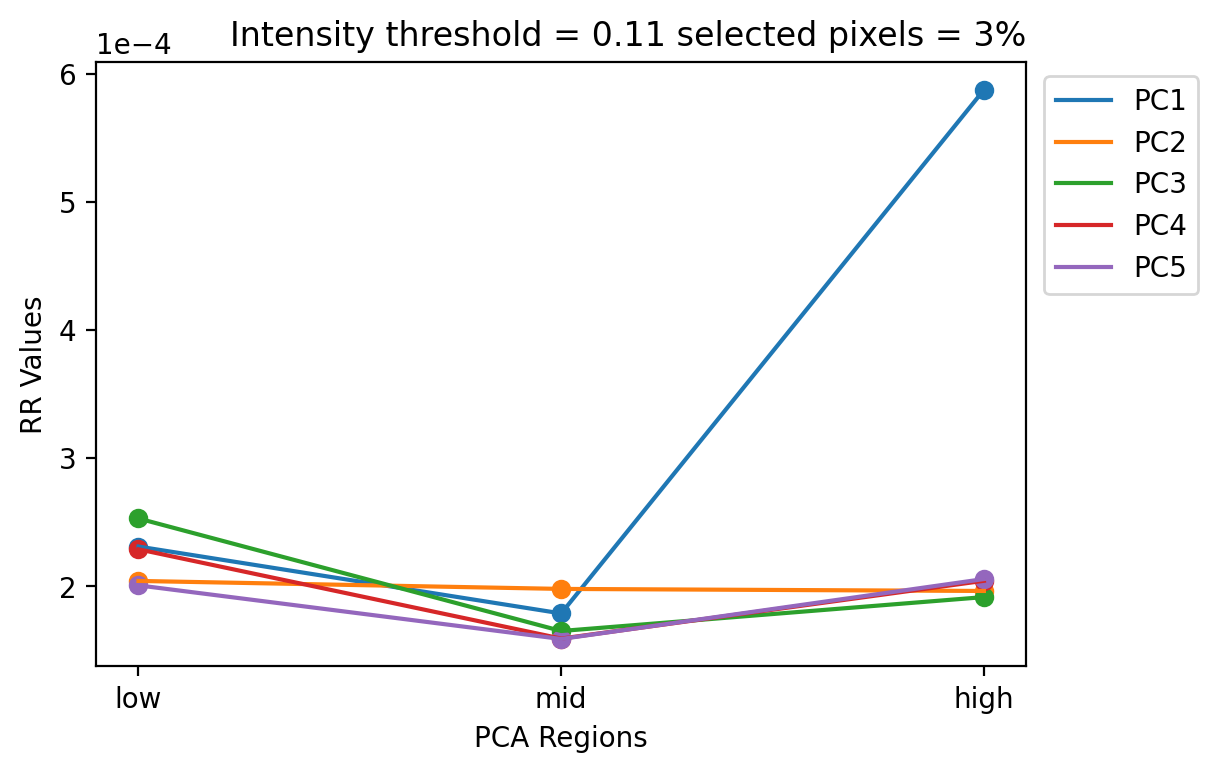 Intensity threshold = 0.11 selected pixels = 3%
1e−4
6
5
4
3
2
RR Values
low
mid
high
PCA Regions
PC1
PC2
PC3
PC4
PC5